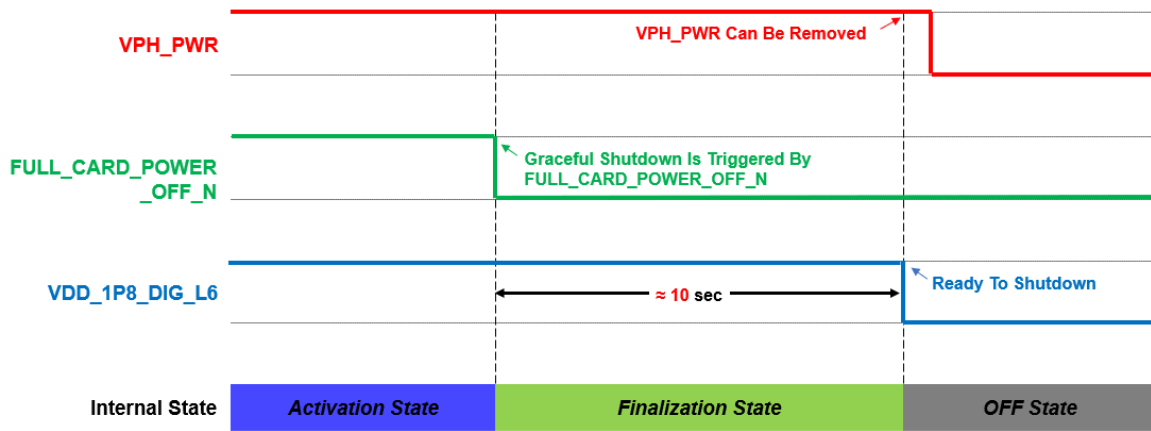 VPH_PWR
VPH_PWR Can Be Removed
FULL_CARD_POWER
_OFF_N
Graceful Shutdown Is Triggered By
FULL_CARD_POWER_OFF_N
VDD_1P8_DIG_L6
≈ 10 sec
Ready To Shutdown
Internal State
Activation State
Finalization State
OFF State